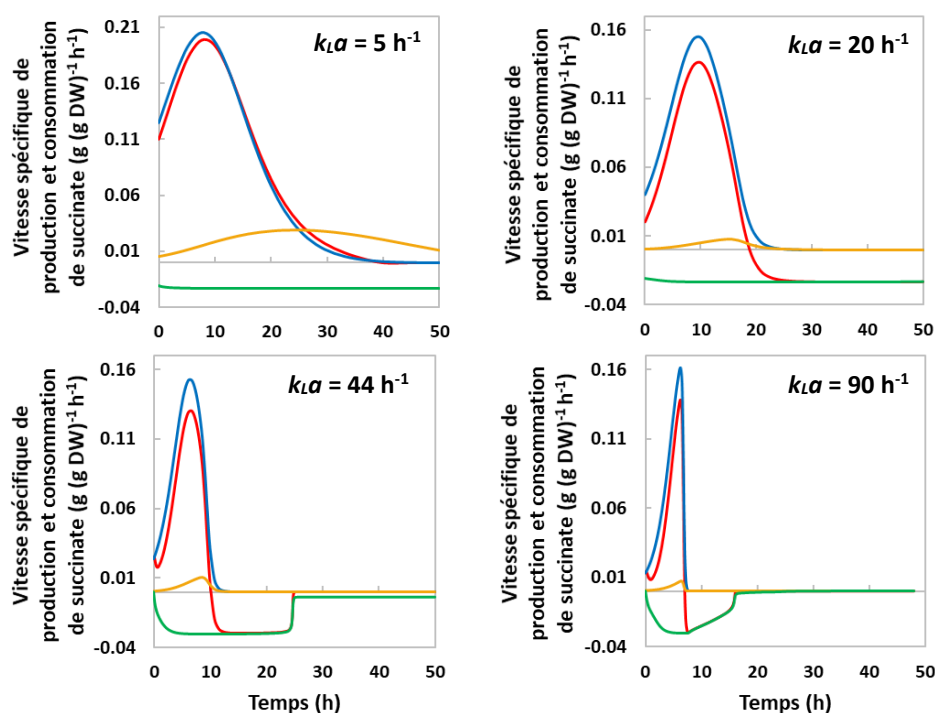 Vitesse spécifique de
production et consommation
de succinate (g (g DW)⁻¹ h⁻¹)
0.21
0.16
0.11
0.06
0.01
-0.04
kLa = 5 h⁻¹
0 10 20 30 40 50
Vitesse spécifique de
production et consommation
de succinate (g (g DW)⁻¹ h⁻¹)
0.16
0.11
0.06
0.01
-0.04
kLa = 20 h⁻¹
0 10 20 30 40 50
Vitesse spécifique de
production et consommation
de succinate (g (g DW)⁻¹ h⁻¹)
0.16
0.11
0.06
0.01
-0.04
kLa = 44 h⁻¹
0 10 20 30 40 50
Temps (h)
Vitesse spécifique de
production et consommation
de succinate (g (g DW)⁻¹ h⁻¹)
0.16
0.11
0.06
0.01
-0.04
kLa = 90 h⁻¹
0 10 20 30 40 50
Temps (h)